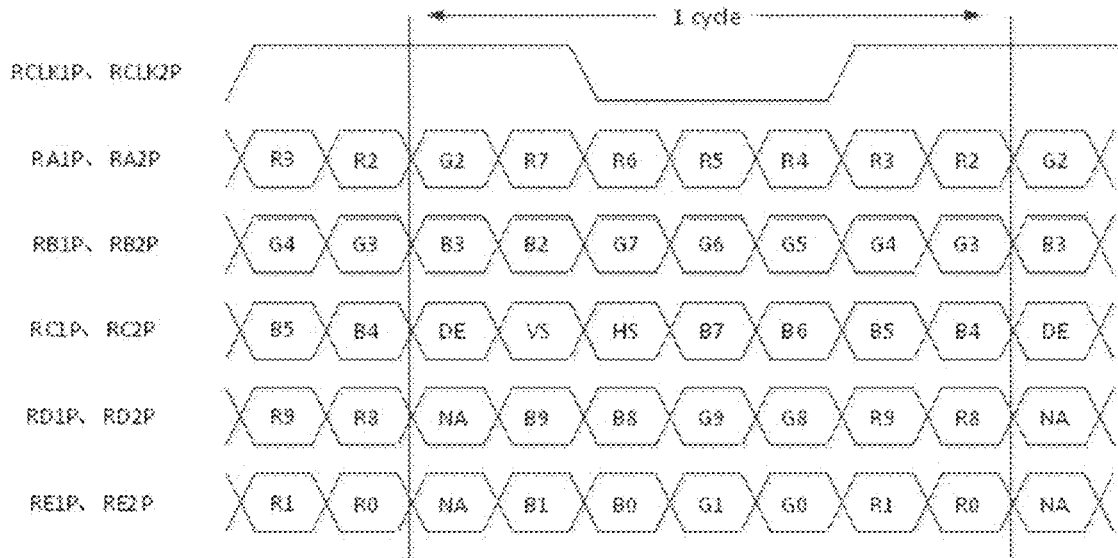 1 cycle
RCLK1P、RCLK2P
RA1P、RA2P R3 R2 G2 R7 R6 R5 R4 R3 R2 G2
RB1P、RB2P G4 G3 B3 B2 G7 G6 G5 G4 G3 B3
RC1P、RC2P B5 B4 DE VS HS B7 B6 B5 B4 DE
RD1P、RD2P R9 R8 NA B9 B8 G9 G8 R9 R8 NA
RE1P、RE2P R1 R0 NA B1 B0 G1 G0 R1 R0 NA